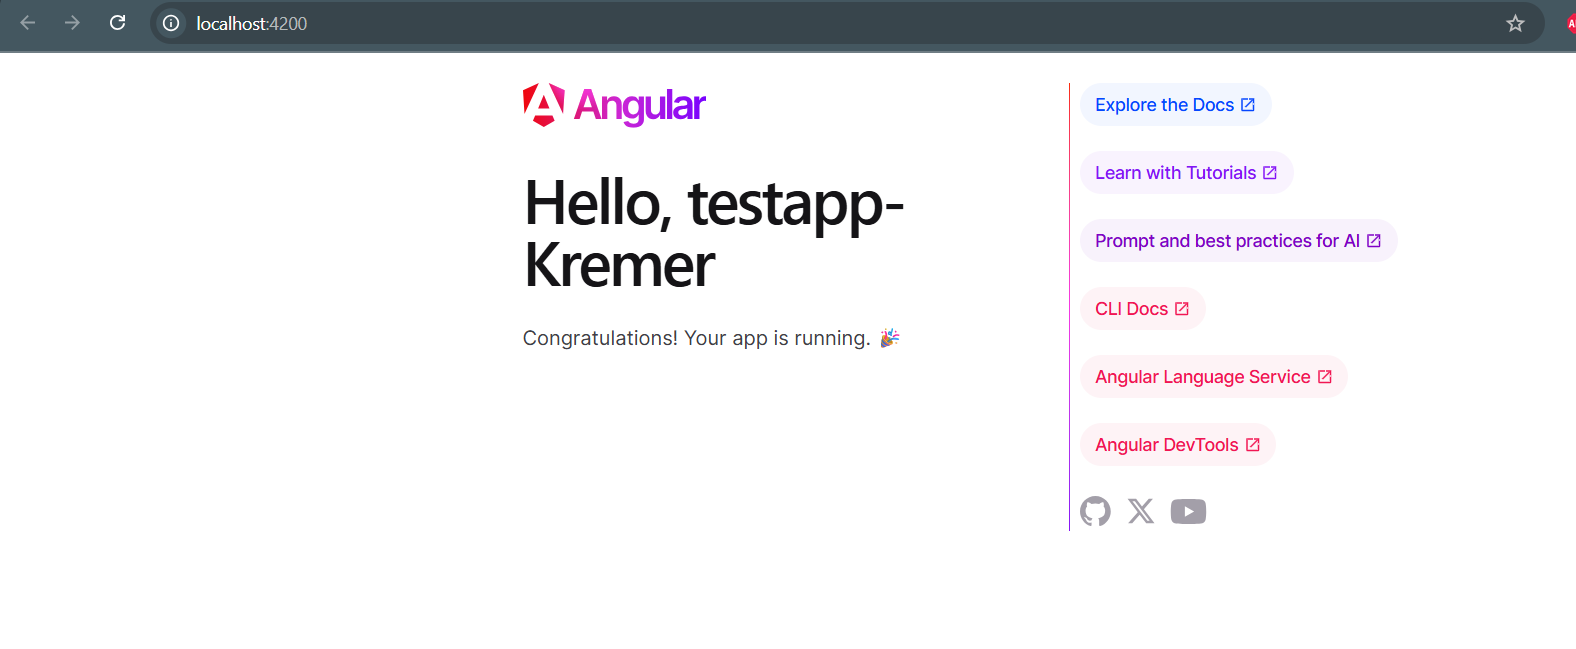 localhost:4200
Angular
Hello, testapp-
Kremer
Congratulations! Your app is running. 🎉
Explore the Docs
Learn with Tutorials
Prompt and best practices for AI
CLI Docs
Angular Language Service
Angular DevTools